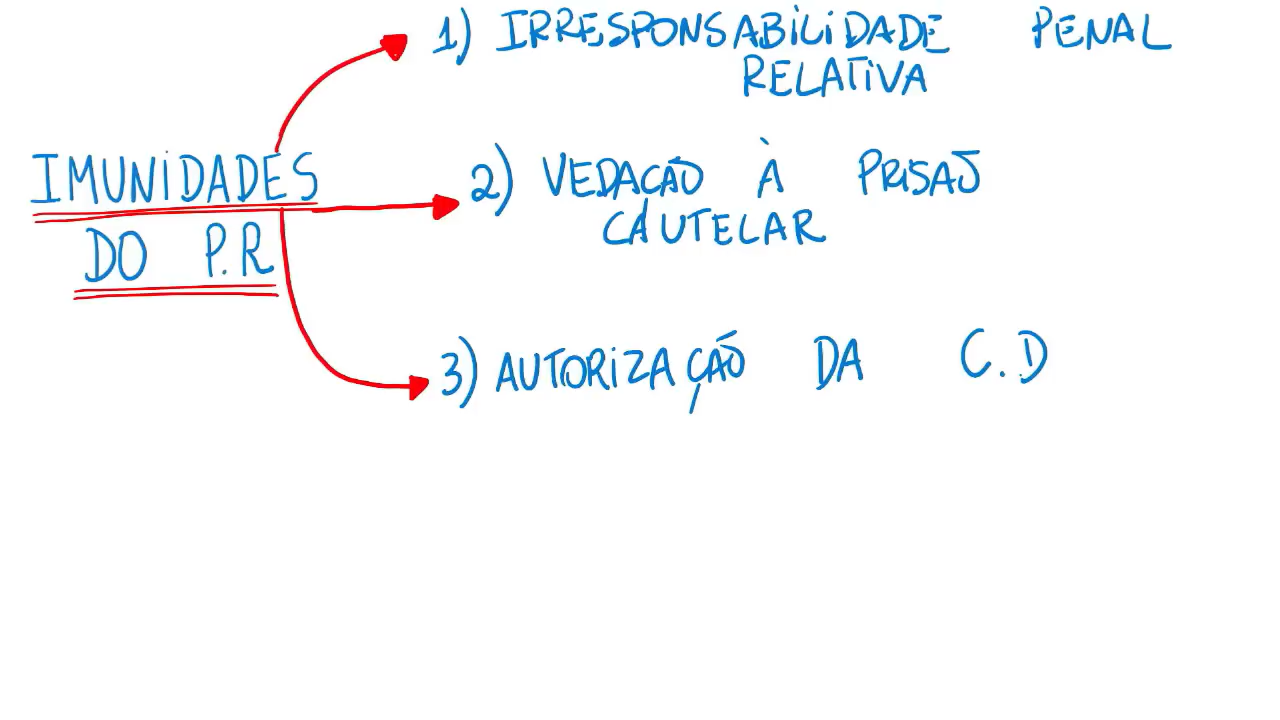 1) IRRESPONSABILIDADE PENAL
RELATIVA
IMUNIDADES
DO P.R
2) VEDAÇÃO À PRISÃO
CAUTELAR
3) AUTORIZAÇÃO DA C.D